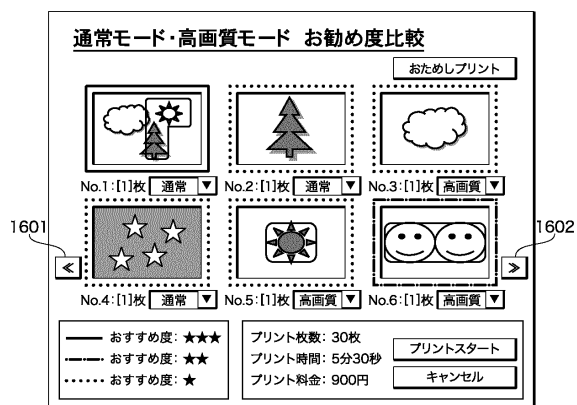 通常モード・高画質モード お勧め度比較
おためしプリント
No.1:[1]枚 通常 ▼ No.2:[1]枚 通常 ▼ No.3:[1]枚 高画質 ▼
1601 1602
≪ ≫
No.4:[1]枚 通常 ▼ No.5:[1]枚 高画質 ▼ No.6:[1]枚 高画質 ▼
おすすめ度:★★★
おすすめ度:★★
おすすめ度:★
プリント枚数:30枚
プリント時間:5分30秒
プリント料金:900円
プリントスタート
キャンセル